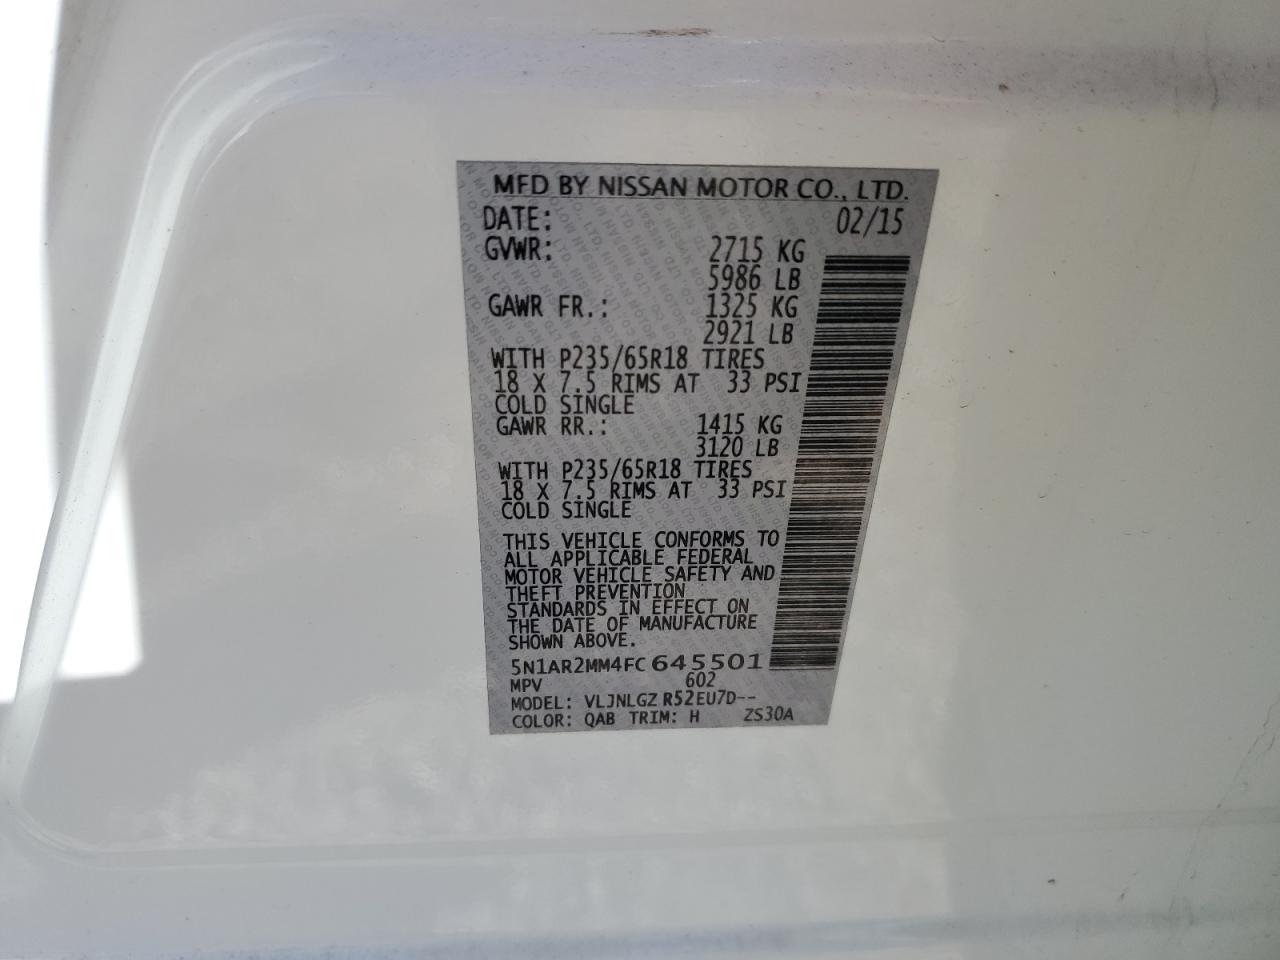 MFD BY NISSAN MOTOR CO., LTD.
DATE: 02/15
GVWR: 2715 KG
5986 LB
GAWR FR.: 1325 KG
2921 LB
WITH P235/65R18 TIRES
18 X 7.5 RIMS AT 33 PSI
COLD SINGLE
GAWR RR.: 1415 KG
3120 LB
WITH P235/65R18 TIRES
18 X 7.5 RIMS AT 33 PSI
COLD SINGLE
THIS VEHICLE CONFORMS TO
ALL APPLICABLE FEDERAL
MOTOR VEHICLE SAFETY AND
THEFT PREVENTION
STANDARDS IN EFFECT ON
THE DATE OF MANUFACTURE
SHOWN ABOVE.
5N1AR2MM4FC645501
MPV 602
MODEL: VLJNLGZ R52EU7D--
COLOR: QAB TRIM: H ZS30A